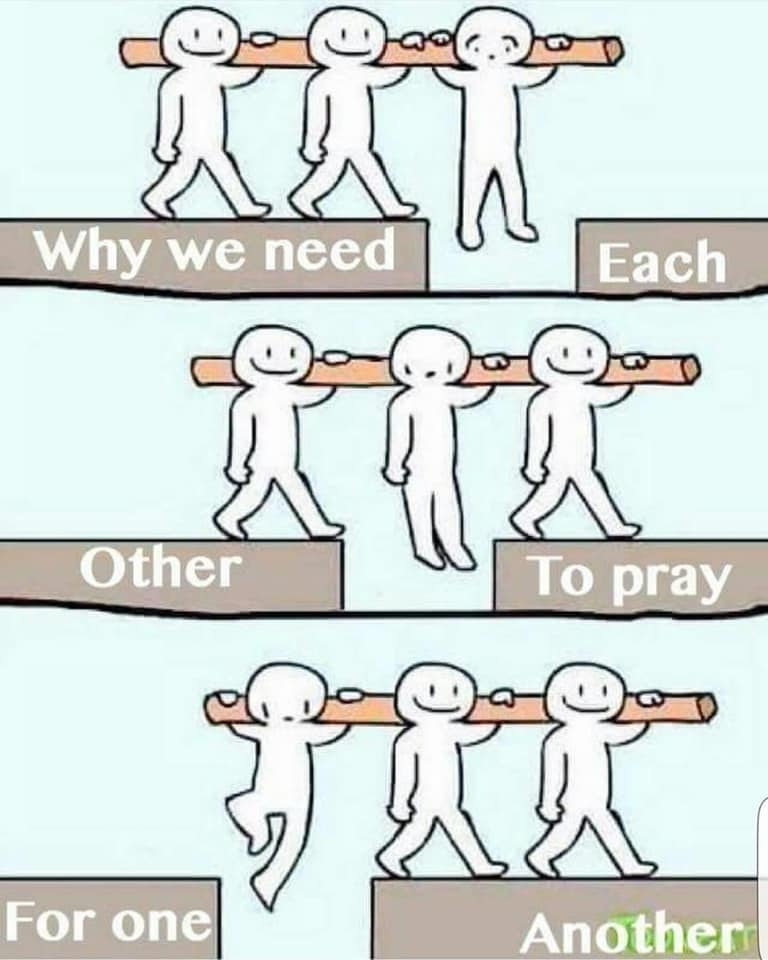 Why we need
Each
Other
To pray
For one
Another